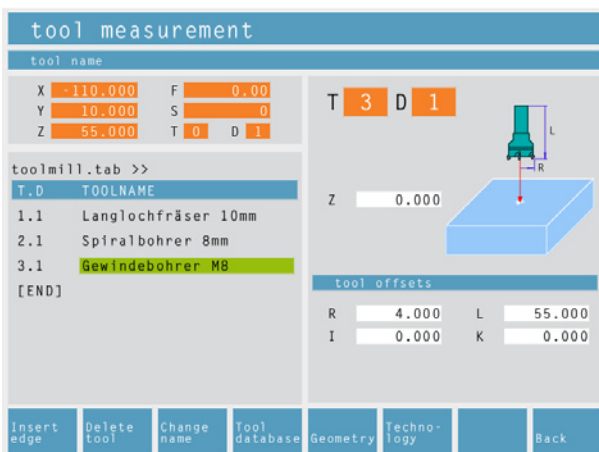 tool measurement
tool name
X -110.000 F 0.00
Y 10.000 S 0
Z 55.000 T 0 D 1
toolmill.tab >>
T.D TOOLNAME
1.1 Langlochfräser 10mm
2.1 Spiralbohrer 8mm
3.1 Gewindebohrer M8
[END]
T 3 D 1
L
R
Z 0.000
tool offsets
R 4.000 L 55.000
I 0.000 K 0.000
Insert edge
Delete tool
Change name
Tool database
Geometry
Techno-logy
Back